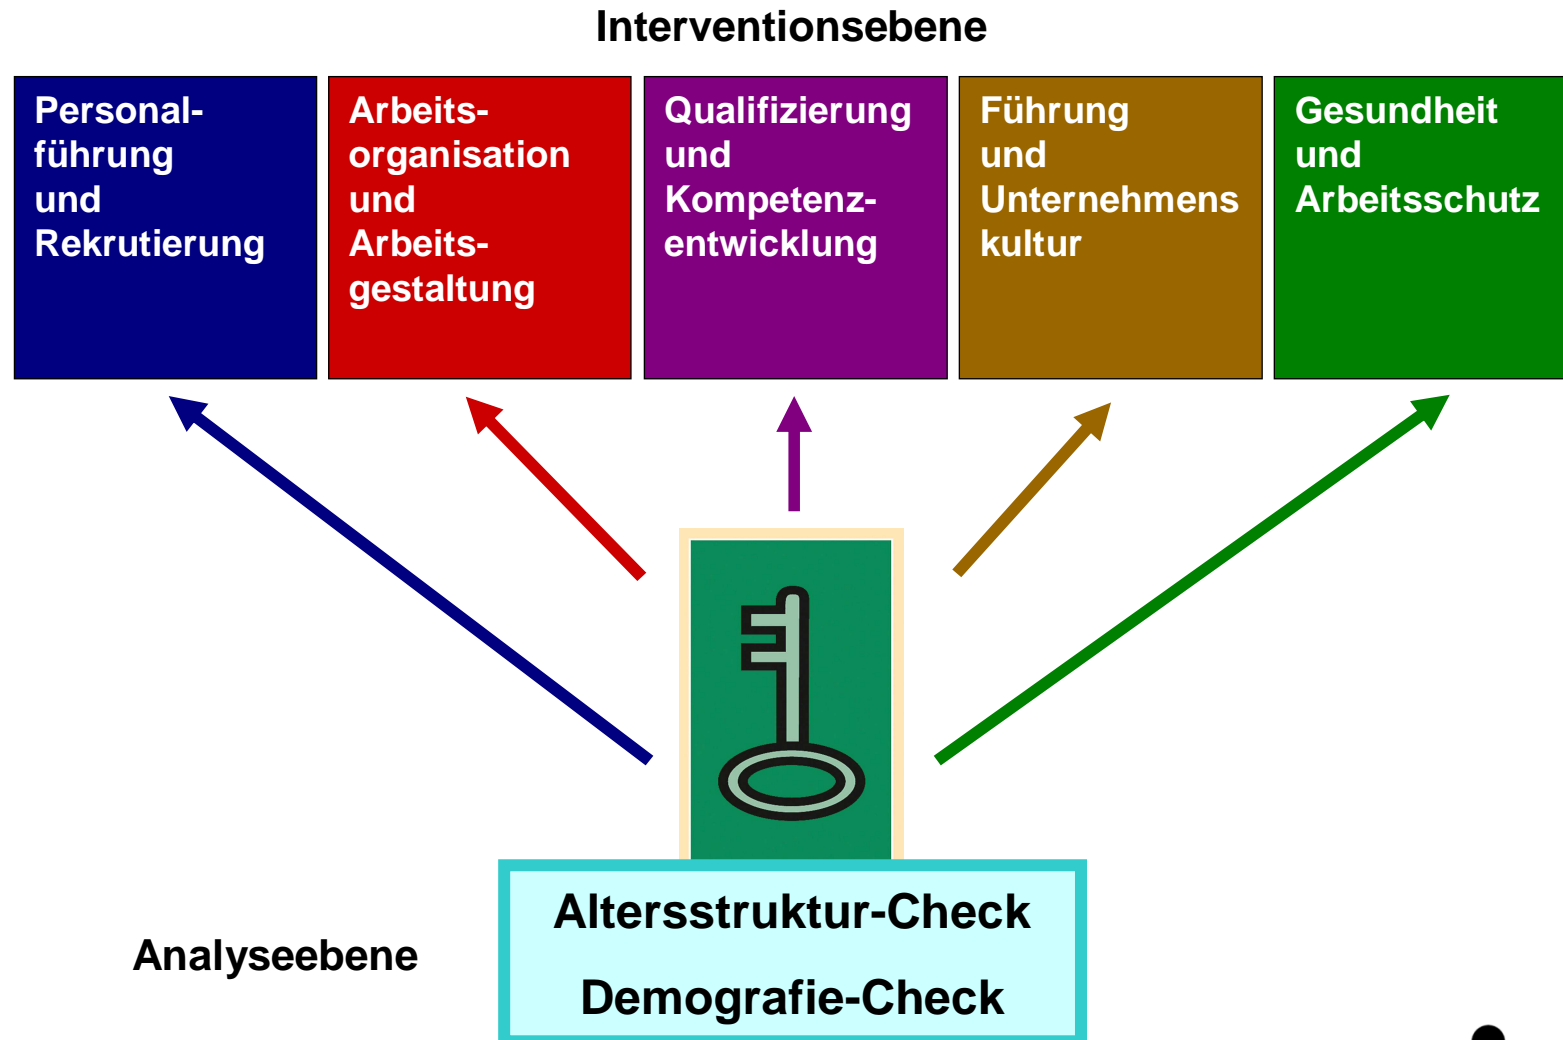 Interventionsebene
Personal-
führung
und
Rekrutierung
Arbeits-
organisation
und
Arbeits-
gestaltung
Qualifizierung
und
Kompetenz-
entwicklung
Führung
und
Unternehmens
kultur
Gesundheit
und
Arbeitsschutz
Altersstruktur-Check
Analyseebene
Demografie-Check